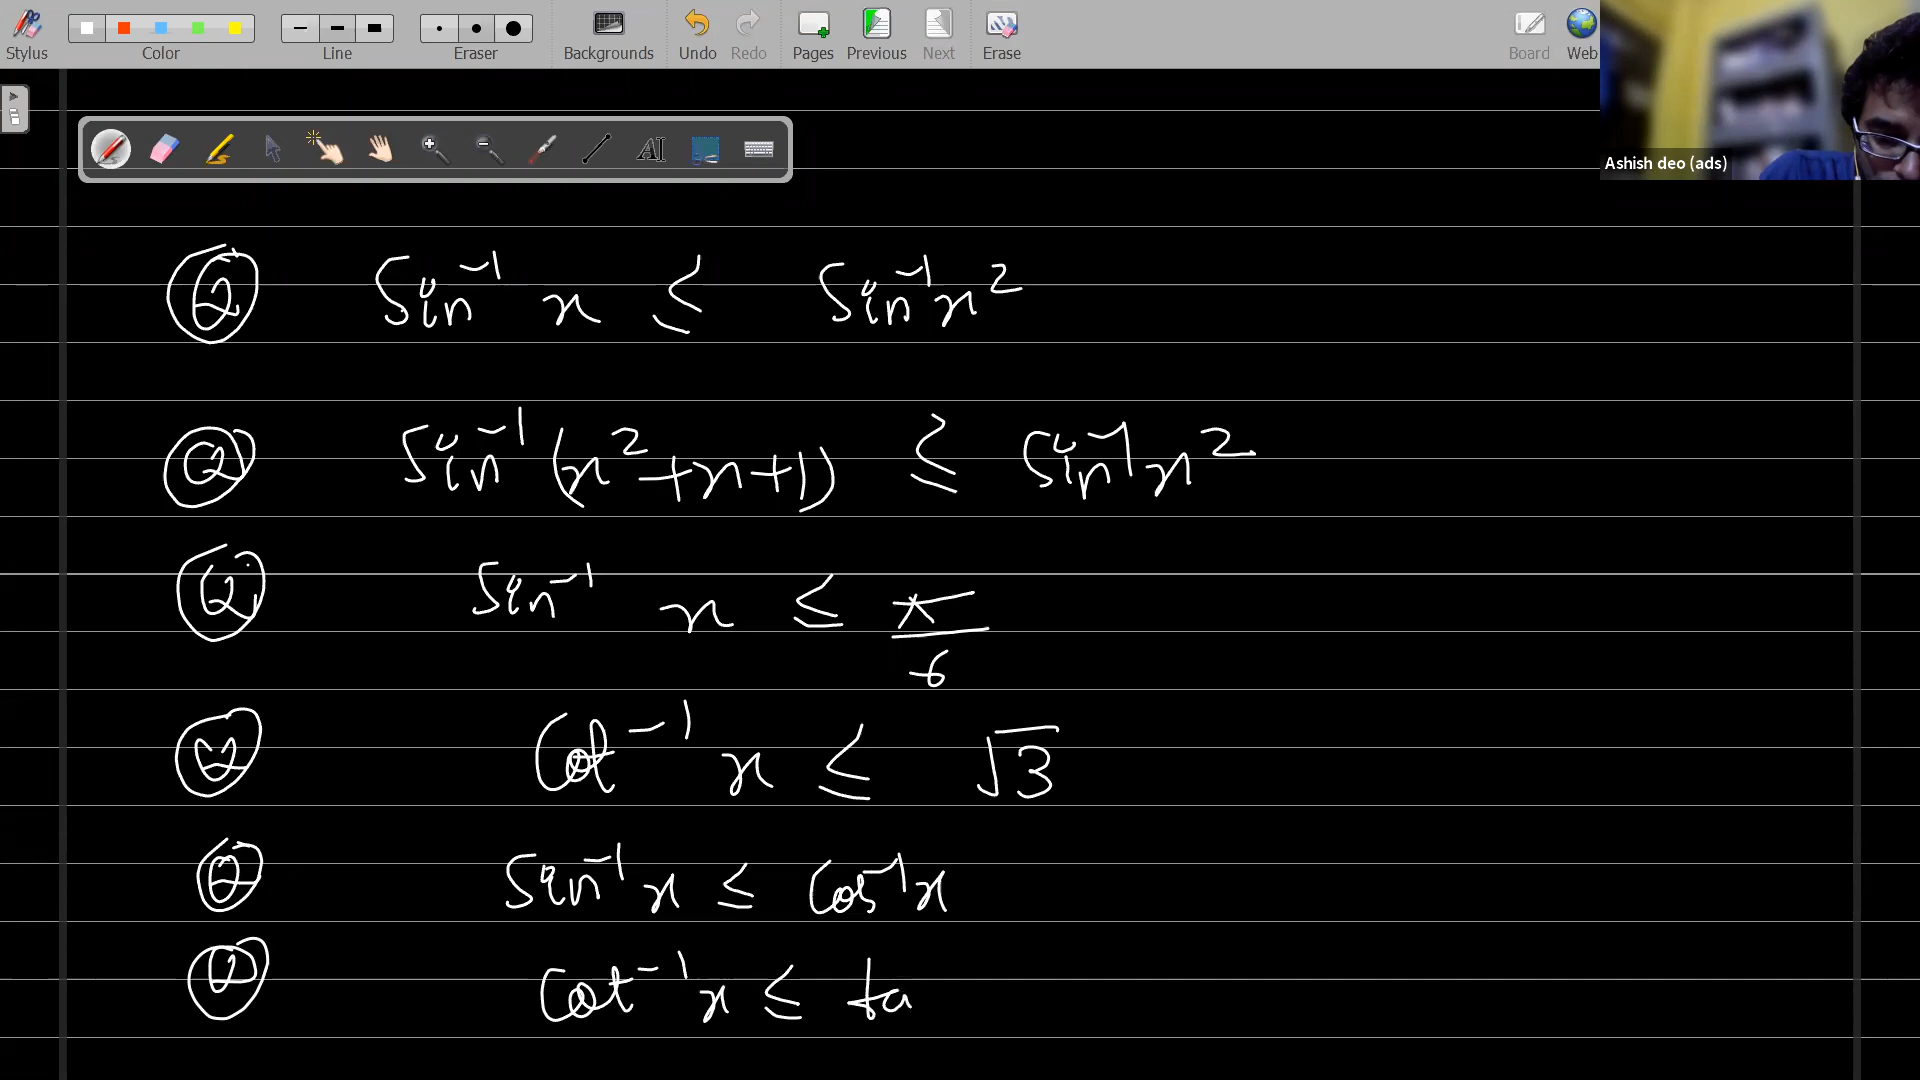 Stylus Color Line Eraser Backgrounds Undo Redo Pages Previous Next Erase Board Web
Ashish deo (ads)
Q Sin⁻¹ x ≤ Sin⁻¹x²
Q Sin⁻¹ (x²+x+1) ≥ Sin⁻¹x²
Q Sin⁻¹ x ≤ π/6
Q Cot⁻¹ x ≤ √3
Q Sin⁻¹x ≤ Cos⁻¹x
Q Cot⁻¹x ≤ ta